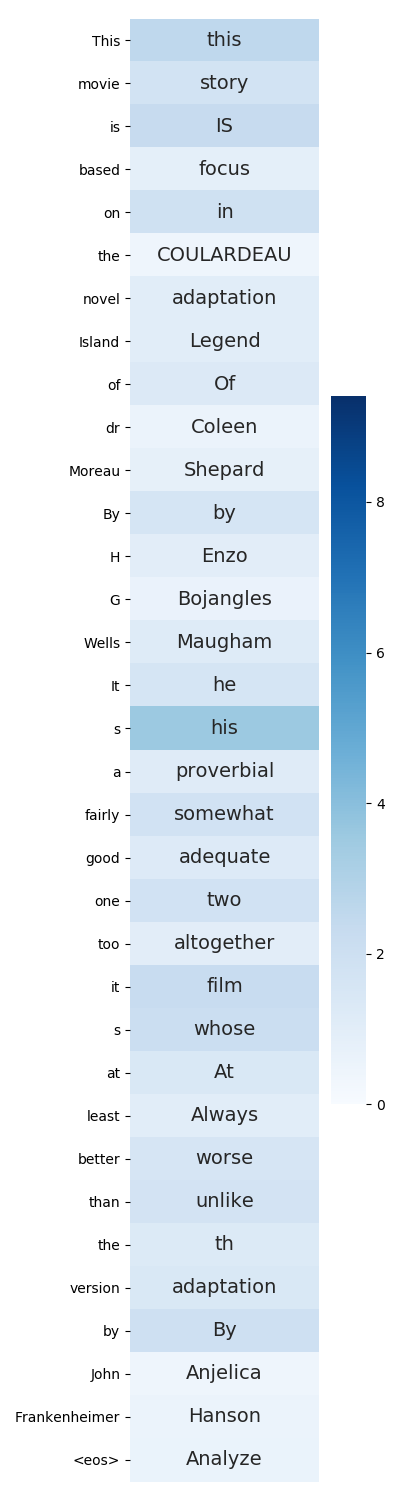 This this
movie story
is IS
based focus
on in
the COULARDEAU
novel adaptation
Island Legend
of Of
dr Coleen
Moreau Shepard
By by
H Enzo
G Bojangles
Wells Maugham
It he
s his
a proverbial
fairly somewhat
good adequate
one two
too altogether
it film
s whose
at At
least Always
better worse
than unlike
the th
version adaptation
by By
John Anjelica
Frankenheimer Hanson
<eos> Analyze
8
6
4
2
0